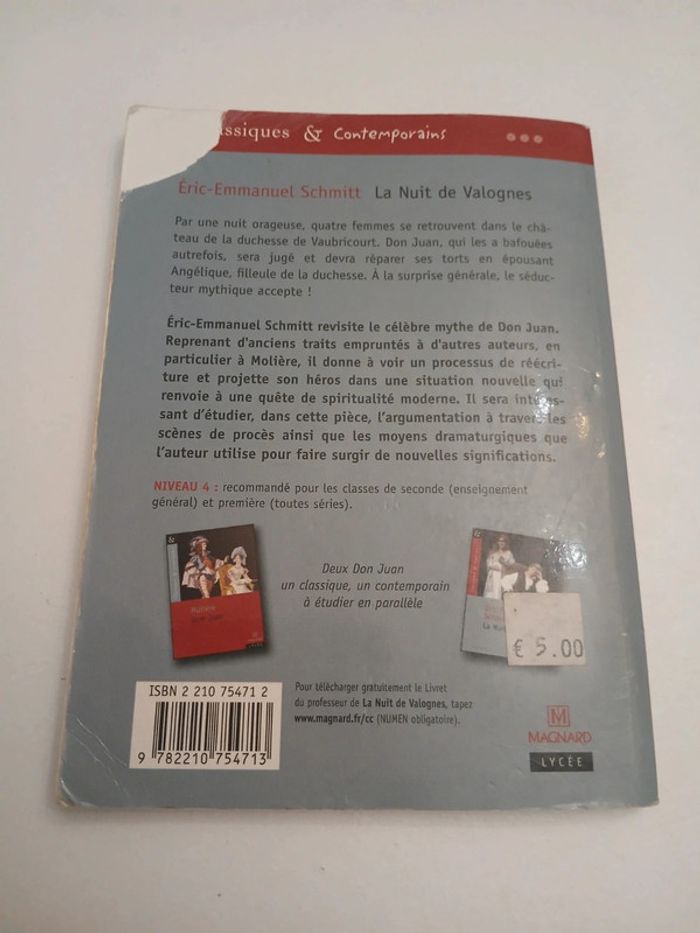 ssiques & Contemporains
Éric-Emmanuel Schmitt La Nuit de Valognes
Par une nuit orageuse, quatre femmes se retrouvent dans le châ-
teau de la duchesse de Vaubricourt. Don Juan, qui les a bafouées
autrefois, sera jugé et devra réparer ses torts en épousant
Angélique, filleule de la duchesse. À la surprise générale, le séduc-
teur mythique accepte !
Éric-Emmanuel Schmitt revisite le célèbre mythe de Don Juan.
Reprenant d'anciens traits empruntés à d'autres auteurs, en
particulier à Molière, il donne à voir un processus de réécri-
ture et projette son héros dans une situation nouvelle qui
renvoie à une quête de spiritualité moderne. Il sera intéres-
sant d'étudier, dans cette pièce, l'argumentation à travers les
scènes de procès ainsi que les moyens dramaturgiques que
l'auteur utilise pour faire surgir de nouvelles significations.
NIVEAU 4 : recommandé pour les classes de seconde (enseignement
général) et première (toutes séries).
Deux Don Juan
un classique, un contemporain
à étudier en parallèle
Molière
Dom Juan
MAGNARD
LYCÉE
La Nui
€ 5.00
ISBN 2 210 75471 2
9 782210 754713
Pour télécharger gratuitement le Livret
du professeur de La Nuit de Valognes, tapez
www.magnard.fr/cc (NUMEN obligatoire).
M
MAGNARD
LYCÉE